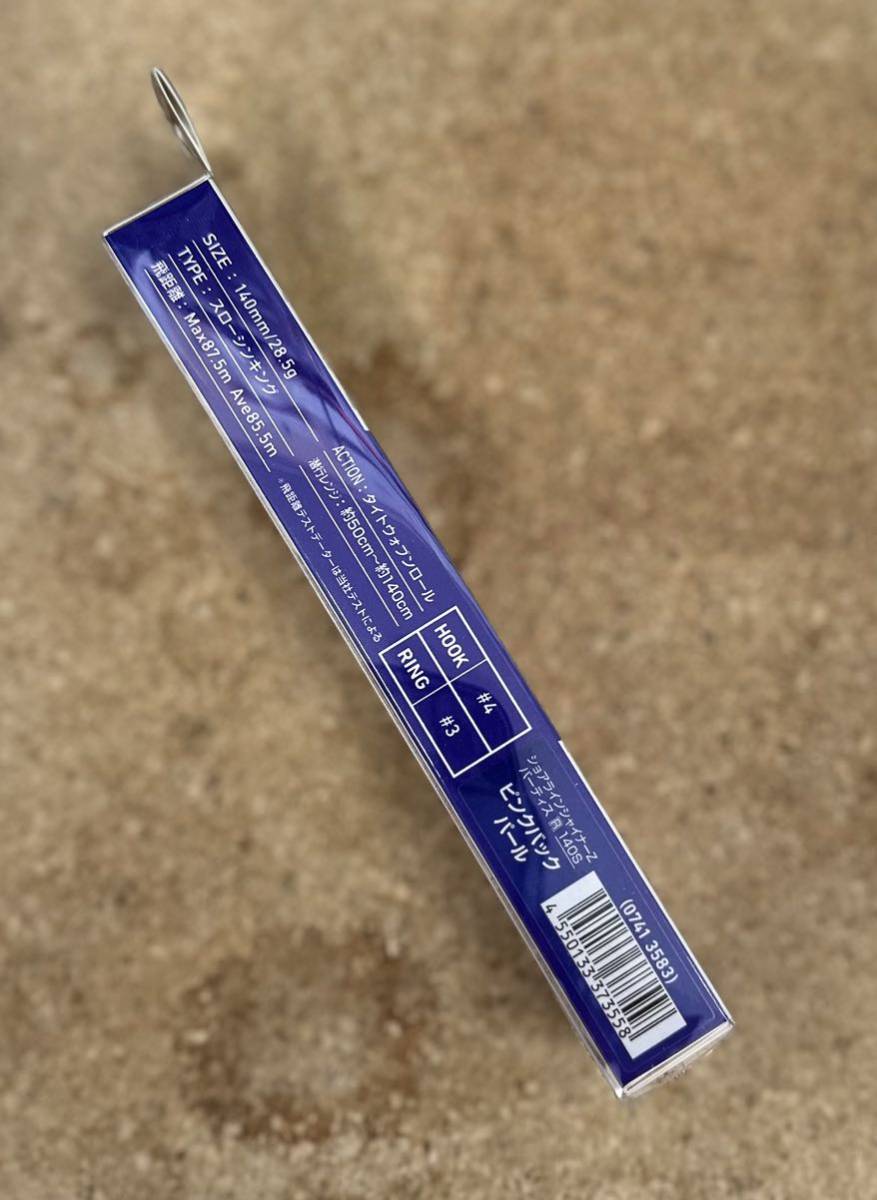 SIZE : 140mm/28.5g
TYPE : スローシンキング
飛距離 : Max87.5m Ave85.5m
ACTION : タイトウォブンロール
潜行レンジ : 約50cm〜約140cm
※飛距離テストデーターは当社テストによる
HOOK #4
RING #3
ショアラインシャイナーZ
バーティス R 140S
ピンクバック
パール
(0741 3583)
4 550133 373558